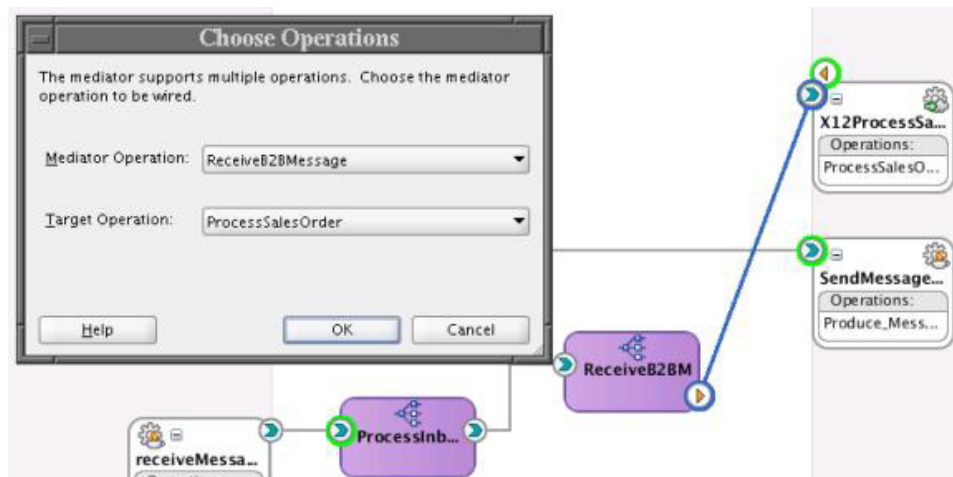 Choose Operations
The mediator supports multiple operations. Choose the mediator
operation to be wired.
Mediator Operation: ReceiveB2BMessage
Target Operation: ProcessSalesOrder
Help OK Cancel
X12ProcessSa...
Operations:
ProcessSalesO...
SendMessage...
Operations:
Produce_Mess...
ReceiveB2BM
ProcessInb...
receiveMessa...